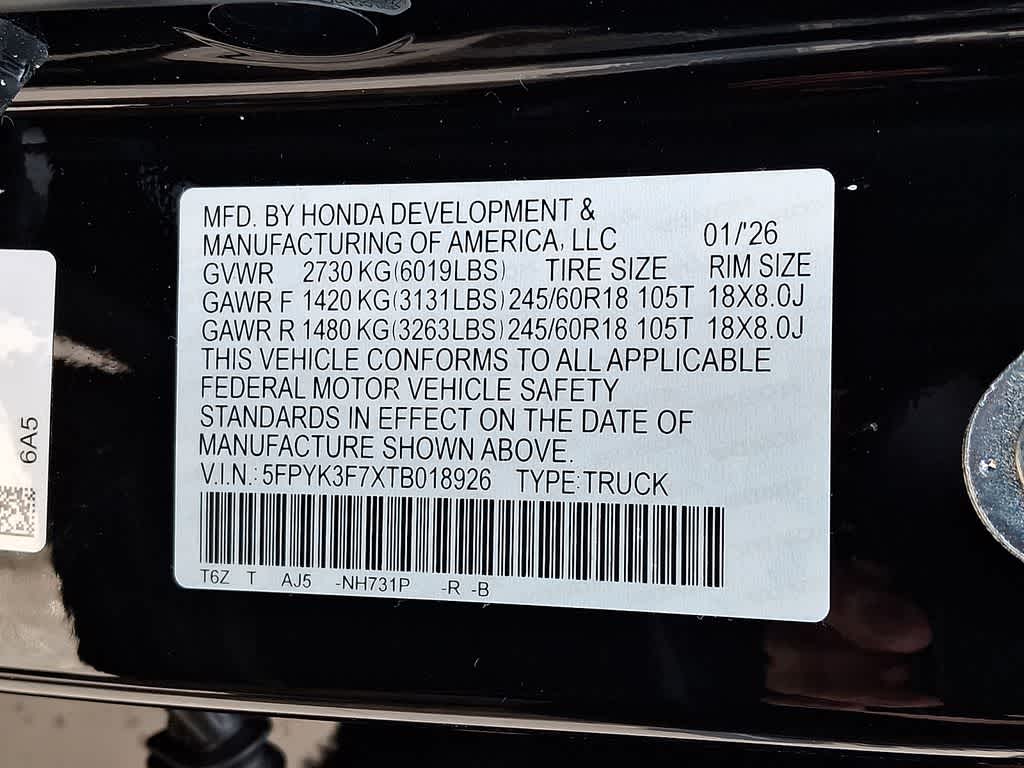 MFD. BY HONDA DEVELOPMENT &
MANUFACTURING OF AMERICA, LLC 01/'26
GVWR 2730 KG(6019LBS) TIRE SIZE RIM SIZE
GAWR F 1420 KG(3131LBS) 245/60R18 105T 18X8.0J
GAWR R 1480 KG(3263LBS) 245/60R18 105T 18X8.0J
THIS VEHICLE CONFORMS TO ALL APPLICABLE
FEDERAL MOTOR VEHICLE SAFETY
STANDARDS IN EFFECT ON THE DATE OF
MANUFACTURE SHOWN ABOVE.
V.I.N.: 5FPYK3F7XTB018926 TYPE:TRUCK
T6Z T AJ5 -NH731P -R -B
6A5